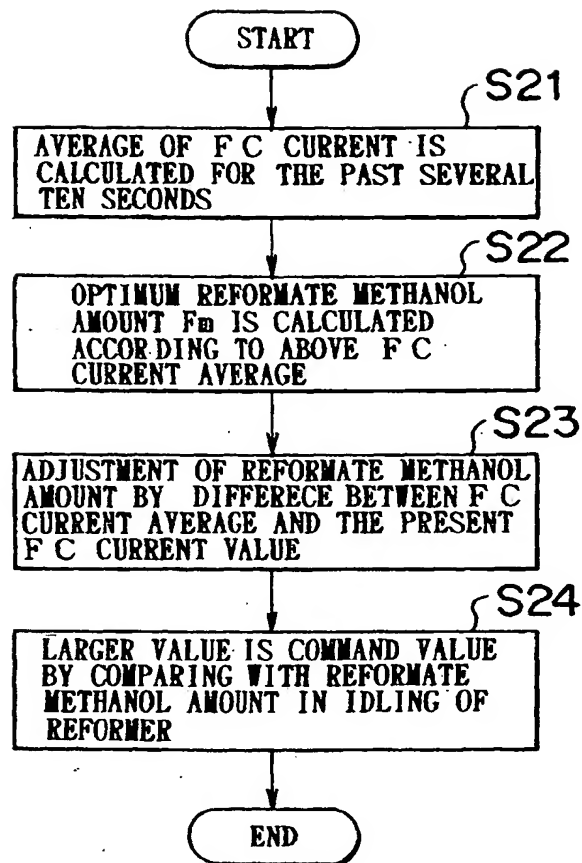 START
S21
AVERAGE OF F C CURRENT IS
CALCULATED FOR THE PAST SEVERAL
TEN SECONDS
S22
OPTIMUM REFORMATE METHANOL
AMOUNT Fm IS CALCULATED
ACCORDING TO ABOVE F C
CURRENT AVERAGE
S23
ADJUSTMENT OF REFORMATE METHANOL
AMOUNT BY DIFFERECE BETWEEN F C
CURRENT AVERAGE AND THE PRESENT
F C CURRENT VALUE
S24
LARGER VALUE IS COMMAND VALUE
BY COMPARING WITH REFORMATE
METHANOL AMOUNT IN IDLING OF
REFORMER
END